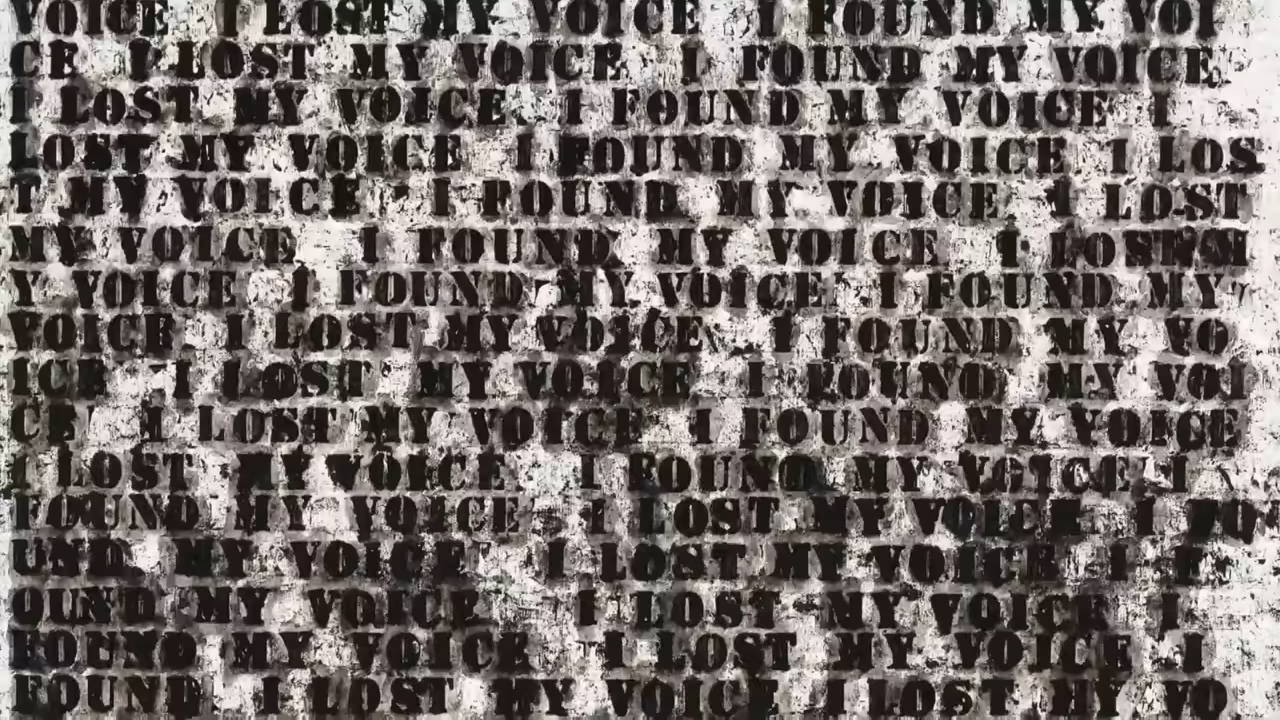 VOICE I LOST MY VOICE I FOUND MY VOI
CE I LOST MY VOICE I FOUND MY VOICE
I LOST MY VOICE I FOUND MY VOICE I
LOST MY VOICE I FOUND MY VOICE I LOS
T MY VOICE I FOUND MY VOICE I LOST
MY VOICE I FOUND MY VOICE I LOST M
Y VOICE I FOUND MY VOICE I FOUND MY
VOICE I LOST MY VOICE I FOUND MY VO
ICE I LOST MY VOICE I FOUND MY VOI
CE I LOST MY VOICE I FOUND MY VOICE
I LOST MY VOICE I FOUND MY VOICE I
FOUND MY VOICE I LOST MY VOICE I FO
UND MY VOICE I LOST MY VOICE I F
OUND MY VOICE I LOST MY VOICE I
FOUND MY VOICE I LOST MY VOICE I
FOUND I LOST MY VOICE I LOST MY VO